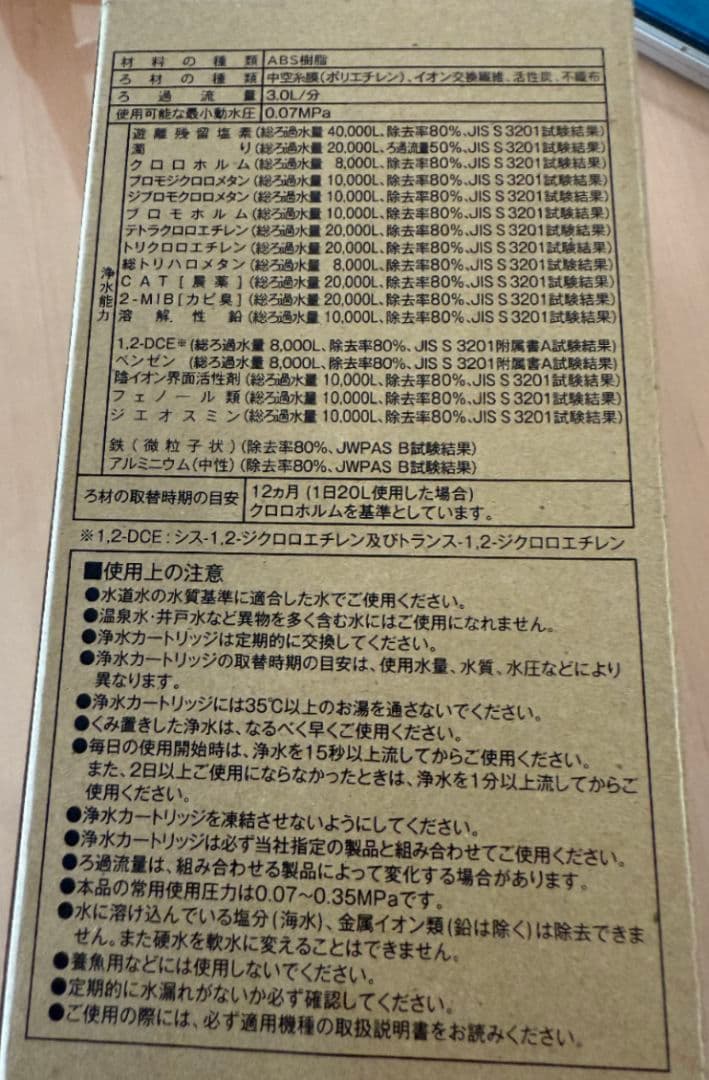 材料の種類 ABS樹脂
ろ材の種類 中空糸膜(ポリエチレン)、イオン交換繊維、活性炭、不織布
ろ過流量 3.0L/分
使用可能な最小動水圧 0.07MPa
浄水能力
遊離残留塩素(総ろ過水量 40,000L、除去率80%、JIS S 3201試験結果)
濁り(総ろ過水量 20,000L、ろ過流量50%、JIS S 3201試験結果)
クロロホルム(総ろ過水量 8,000L、除去率80%、JIS S 3201試験結果)
ブロモジクロロメタン(総ろ過水量 10,000L、除去率80%、JIS S 3201試験結果)
ジブロモクロロメタン(総ろ過水量 10,000L、除去率80%、JIS S 3201試験結果)
ブロモホルム(総ろ過水量 10,000L、除去率80%、JIS S 3201試験結果)
テトラクロロエチレン(総ろ過水量 20,000L、除去率80%、JIS S 3201試験結果)
トリクロロエチレン(総ろ過水量 20,000L、除去率80%、JIS S 3201試験結果)
総トリハロメタン(総ろ過水量 8,000L、除去率80%、JIS S 3201試験結果)
CAT[農薬](総ろ過水量 20,000L、除去率80%、JIS S 3201試験結果)
2-MIB[カビ臭](総ろ過水量 20,000L、除去率80%、JIS S 3201試験結果)
溶解性鉛(総ろ過水量 10,000L、除去率80%、JIS S 3201試験結果)
1,2-DCE※(総ろ過水量 8,000L、除去率80%、JIS S 3201附属書A試験結果)
ベンゼン(総ろ過水量 8,000L、除去率80%、JIS S 3201附属書A試験結果)
陰イオン界面活性剤(総ろ過水量 10,000L、除去率80%、JIS S 3201試験結果)
フェノール類(総ろ過水量 10,000L、除去率80%、JIS S 3201試験結果)
ジエオスミン(総ろ過水量 10,000L、除去率80%、JIS S 3201試験結果)
鉄(微粒子状)(除去率80%、JWPAS B試験結果)
アルミニウム(中性)(除去率80%、JWPAS B試験結果)
ろ材の取替時期の目安 12ヵ月(1日20L使用した場合)
クロロホルムを基準としています。
※1,2-DCE:シス-1,2-ジクロロエチレン及びトランス-1,2-ジクロロエチレン
■使用上の注意
●水道水の水質基準に適合した水でご使用ください。
●温泉水・井戸水など異物を多く含む水にはご使用になれません。
●浄水カートリッジは定期的に交換してください。
●浄水カートリッジの取替時期の目安は、使用水量、水質、水圧などにより
異なります。
●浄水カートリッジには35℃以上のお湯を通さないでください。
●くみ置きした浄水は、なるべく早くご使用ください。
●毎日の使用開始時は、浄水を15秒以上流してからご使用ください。
また、2日以上ご使用にならなかったときは、浄水を1分以上流してからご
使用ください。
●浄水カートリッジを凍結させないようにしてください。
●浄水カートリッジは必ず当社指定の製品と組み合わせてご使用ください。
●ろ過流量は、組み合わせる製品によって変化する場合があります。
●本品の常用使用圧力は0.07〜0.35MPaです。
●水に溶け込んでいる塩分(海水)、金属イオン類(鉛は除く)は除去できま
せん。また硬水を軟水に変えることはできません。
●養魚用などには使用しないでください。
●定期的に水漏れがないか必ず確認してください。
●ご使用の際には、必ず適用機種の取扱説明書をお読みください。